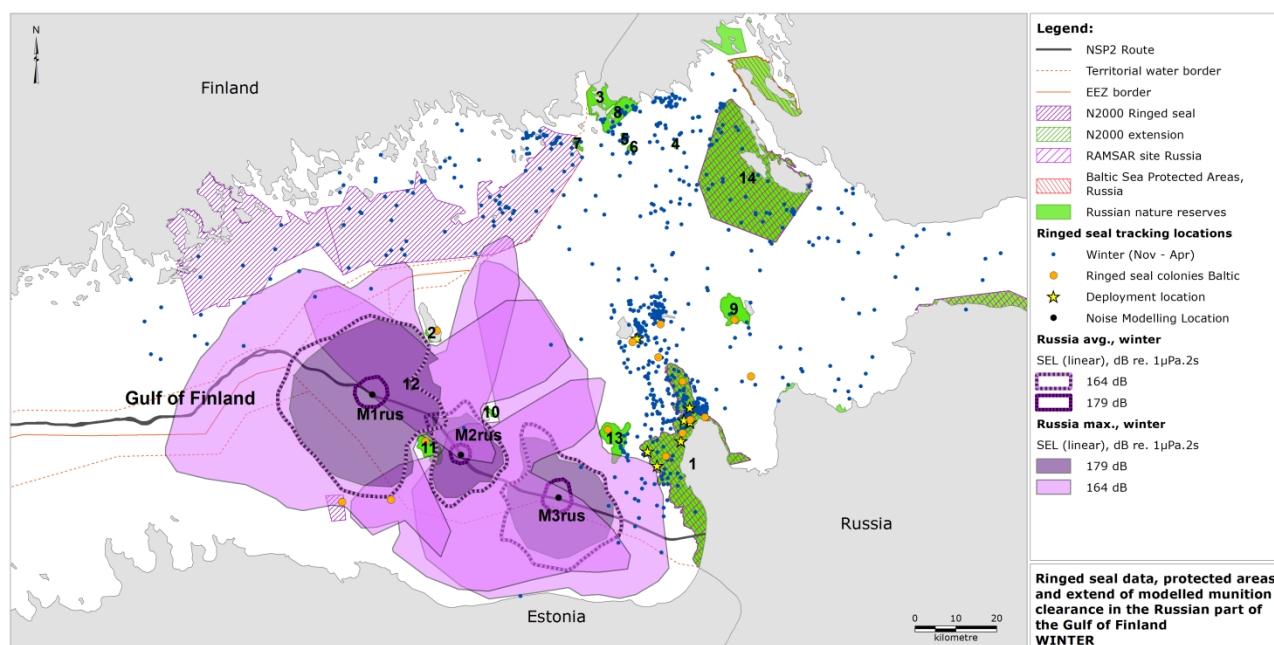 N
Finland
3
8
7
5
6
4
14
2
9
12
Gulf of Finland
M1rus
10
11
M2rus
13
1
M3rus
Russia
Estonia
0 5 10 20
kilometre
Legend:
NSP2 Route
Territorial water border
EEZ border
N2000 Ringed seal
N2000 extension
RAMSAR site Russia
Baltic Sea Protected Areas,
Russia
Russian nature reserves
Ringed seal tracking locations
Winter (Nov - Apr)
Ringed seal colonies Baltic
Deployment location
Noise Modelling Location
Russia avg., winter
SEL (linear), dB re. 1µPa.2s
164 dB
179 dB
Russia max., winter
SEL (linear), dB re. 1µPa.2s
179 dB
164 dB
Ringed seal data, protected areas
and extend of modelled munition
clearance in the Russian part of
the Gulf of Finland
WINTER